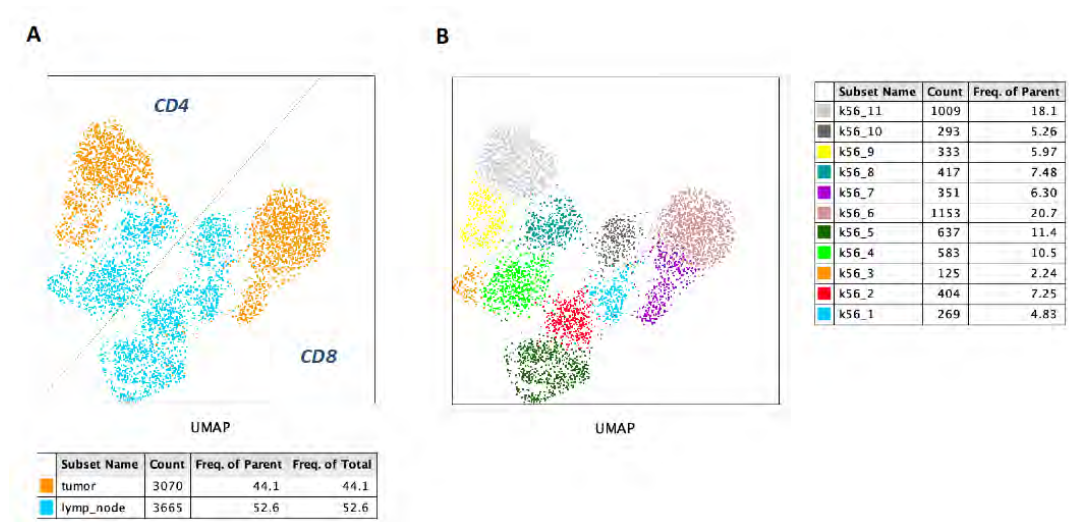 A
B
CD4
CD8
UMAP
UMAP
Subset Name Count Freq. of Parent
k56_11 1009 18.1
k56_10 293 5.26
k56_9 333 5.97
k56_8 417 7.48
k56_7 351 6.30
k56_6 1153 20.7
k56_5 637 11.4
k56_4 583 10.5
k56_3 125 2.24
k56_2 404 7.25
k56_1 269 4.83
Subset Name Count Freq. of Parent Freq. of Total
tumor 3070 44.1 44.1
lymp_node 3665 52.6 52.6